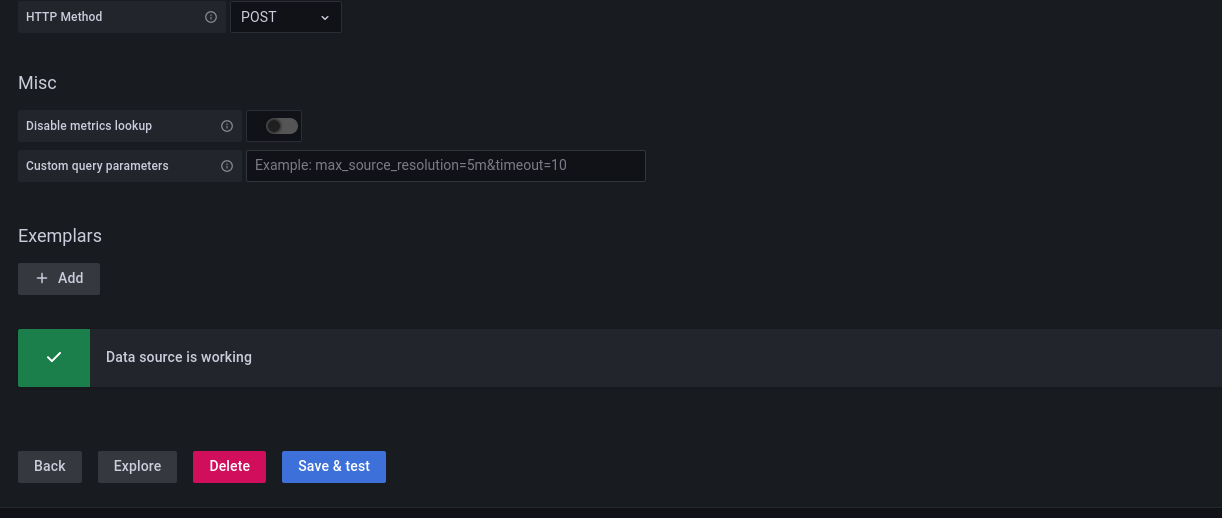 HTTP Method
POST
Misc
Disable metrics lookup
Custom query parameters
Example: max_source_resolution=5m&timeout=10
Exemplars
+ Add
Data source is working
Back Explore Delete Save & test